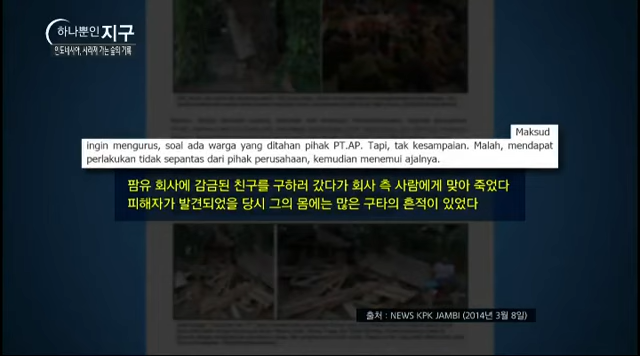 하나뿐인 지구
인도네시아, 사라져 가는 숲의 기록
Maksud
ingin mengurus, soal ada warga yang ditahan pihak PT.AP. Tapi, tak kesampaian. Malah, mendapat
perlakukan tidak sepantas dari pihak perusahaan, kemudian menemui ajalnya.
팜유 회사에 감금된 친구를 구하러 갔다가 회사 측 사람에게 맞아 죽었다
피해자가 발견되었을 당시 그의 몸에는 많은 구타의 흔적이 있었다
출처 : NEWS KPK JAMBI (2014년 3월 8일)